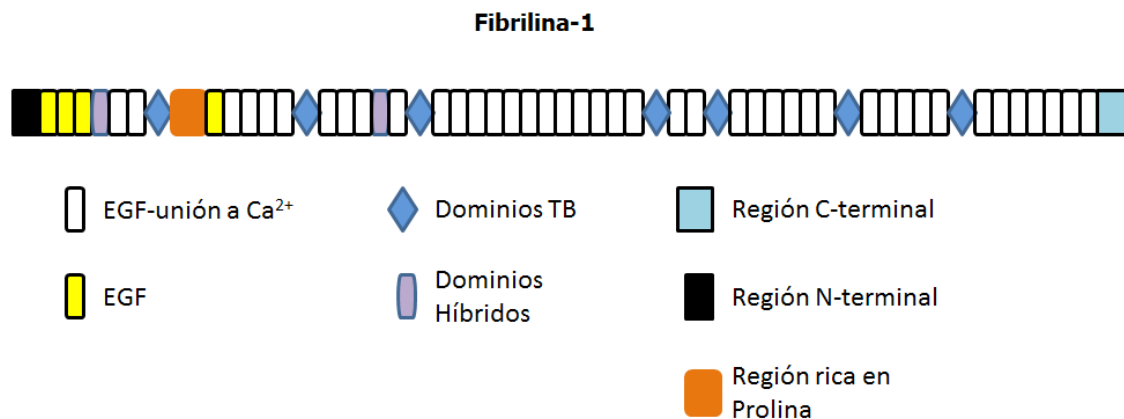 Fibrilina-1
EGF-unión a Ca²⁺
Dominios TB
Región C-terminal
EGF
Dominios
Híbridos
Región N-terminal
Región rica en
Prolina